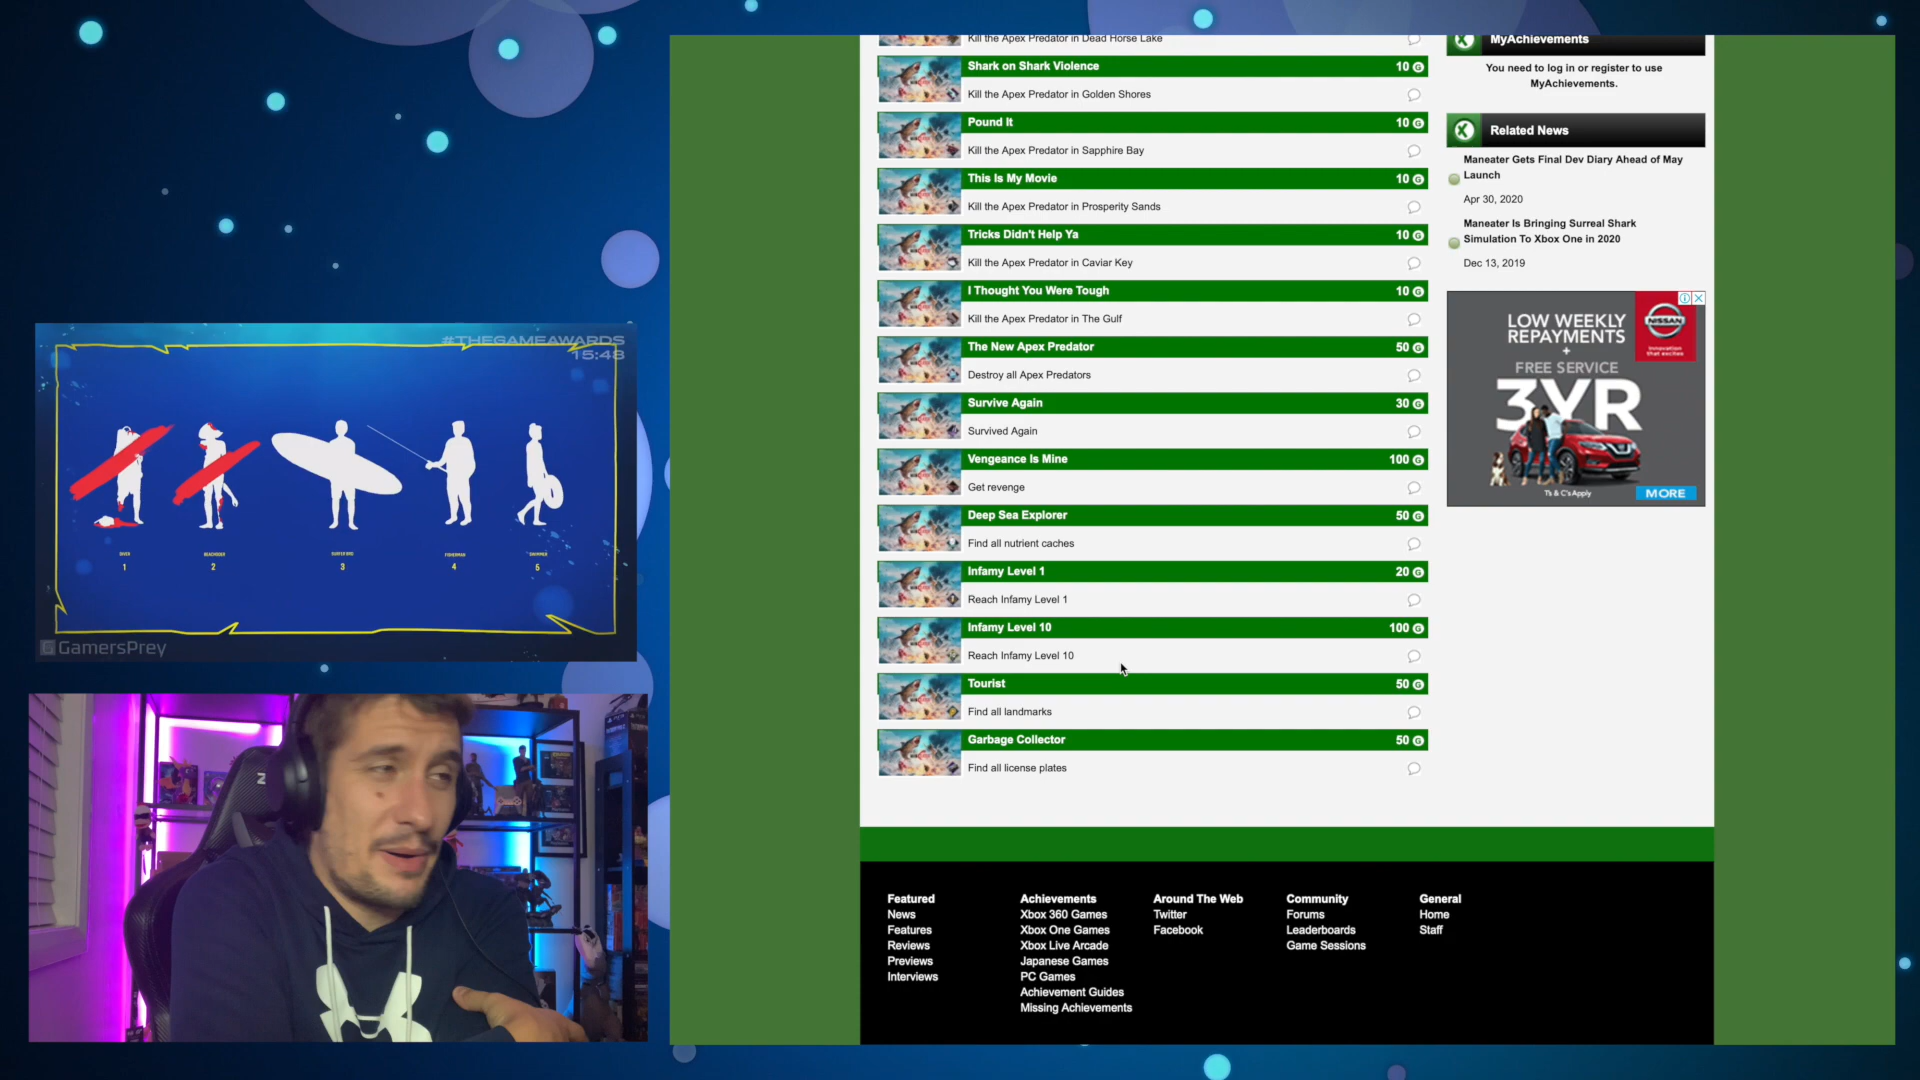 #THEGAMEAWARDS
15:48
DIVER
BEACHGOER
SURFER BRO
FISHERMAN
SWIMMER
1
2
3
4
5
GamersPrey
Kill the Apex Predator in Dead Horse Lake
Shark on Shark Violence 10 G
Kill the Apex Predator in Golden Shores
Pound It 10 G
Kill the Apex Predator in Sapphire Bay
This Is My Movie 10 G
Kill the Apex Predator in Prosperity Sands
Tricks Didn't Help Ya 10 G
Kill the Apex Predator in Caviar Key
I Thought You Were Tough 10 G
Kill the Apex Predator in The Gulf
The New Apex Predator 50 G
Destroy all Apex Predators
Survive Again 30 G
Survived Again
Vengeance Is Mine 100 G
Get revenge
Deep Sea Explorer 50 G
Find all nutrient caches
Infamy Level 1 20 G
Reach Infamy Level 1
Infamy Level 10 100 G
Reach Infamy Level 10
Tourist 50 G
Find all landmarks
Garbage Collector 50 G
Find all license plates
MyAchievements
You need to log in or register to use
MyAchievements.
Related News
Maneater Gets Final Dev Diary Ahead of May
Launch
Apr 30, 2020
Maneater Is Bringing Surreal Shark
Simulation To Xbox One in 2020
Dec 13, 2019
LOW WEEKLY
REPAYMENTS
+
FREE SERVICE
3YR
NISSAN
Innovation
that excites
T's & C's Apply
MORE
Featured
News
Features
Reviews
Previews
Interviews
Achievements
Xbox 360 Games
Xbox One Games
Xbox Live Arcade
Japanese Games
PC Games
Achievement Guides
Missing Achievements
Around The Web
Twitter
Facebook
Community
Forums
Leaderboards
Game Sessions
General
Home
Staff